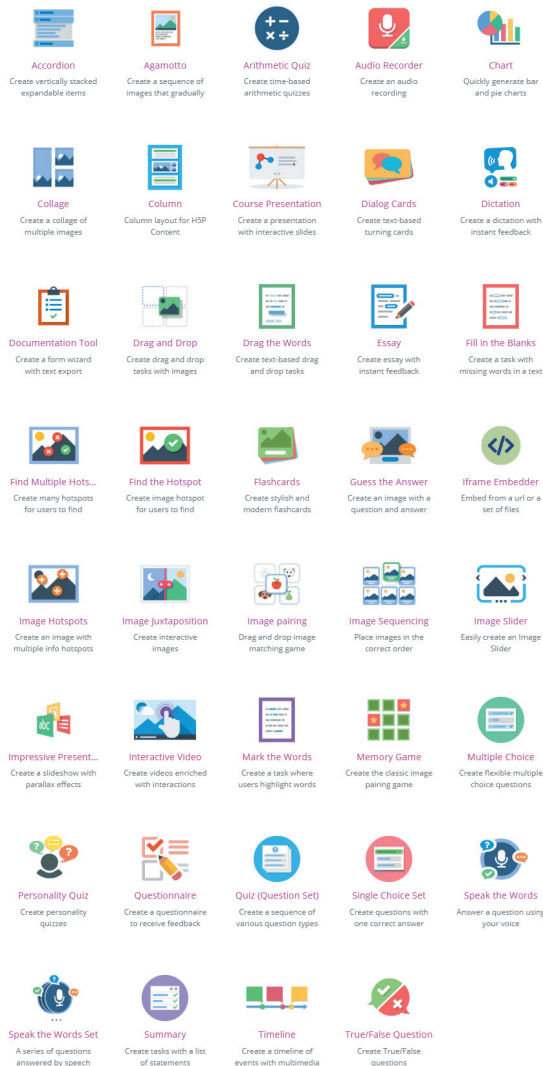 Accordion
Create vertically stacked
expandable items
Agamotto
Create a sequence of
images that gradually
Arithmetic Quiz
Create time-based
arithmetic quizzes
Audio Recorder
Create an audio
recording
Chart
Quickly generate bar
and pie charts
Collage
Create a collage of
multiple images
Column
Column layout for H5P
Content
Course Presentation
Create a presentation
with interactive slides
Dialog Cards
Create text-based
turning cards
Dictation
Create a dictation with
instant feedback
Documentation Tool
Create a form wizard
with text export
Drag and Drop
Create drag and drop
tasks with images
Drag the Words
Create text-based drag
and drop tasks
Essay
Create essay with
instant feedback
Fill in the Blanks
Create a task with
missing words in a text
Find Multiple Hots...
Create many hotspots
for users to find
Find the Hotspot
Create image hotspot
for users to find
Flashcards
Create stylish and
modern flashcards
Guess the Answer
Create an image with a
question and answer
Iframe Embedder
Embed from a url or a
set of files
Image Hotspots
Create an image with
multiple info hotspots
Image Juxtaposition
Create interactive
images
Image pairing
Drag and drop image
matching game
Image Sequencing
Place images in the
correct order
Image Slider
Easily create an Image
Slider
abc
Impressive Present...
Create a slideshow with
parallax effects
Interactive Video
Create videos enriched
with interactions
Mark the Words
Create a task where
users highlight words
Memory Game
Create the classic image
pairing game
Multiple Choice
Create flexible multiple
choice questions
Personality Quiz
Create personality
quizzes
Questionnaire
Create a questionnaire
to receive feedback
Quiz (Question Set)
Create a sequence of
various question types
Single Choice Set
Create questions with
one correct answer
Speak the Words
Answer a question using
your voice
Speak the Words Set
A series of questions
answered by speech
Summary
Create tasks with a list
of statements
Timeline
Create a timeline of
events with multimedia
True/False Question
Create True/False
questions